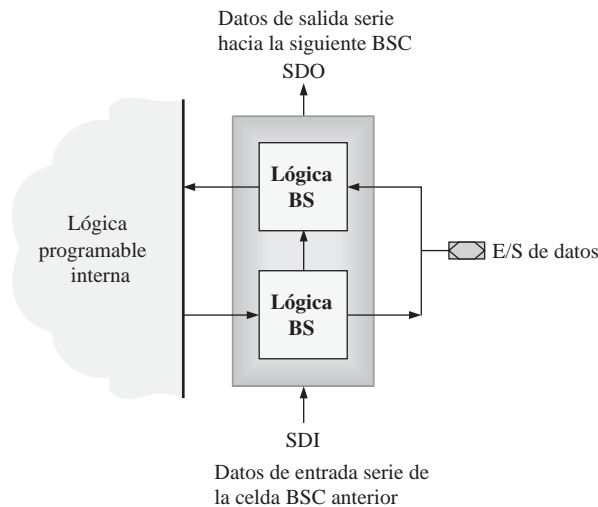 Datos de salida serie
hacia la siguiente BSC
SDO
Lógica
BS
Lógica
programable
interna
E/S de datos
Lógica
BS
SDI
Datos de entrada serie de
la celda BSC anterior